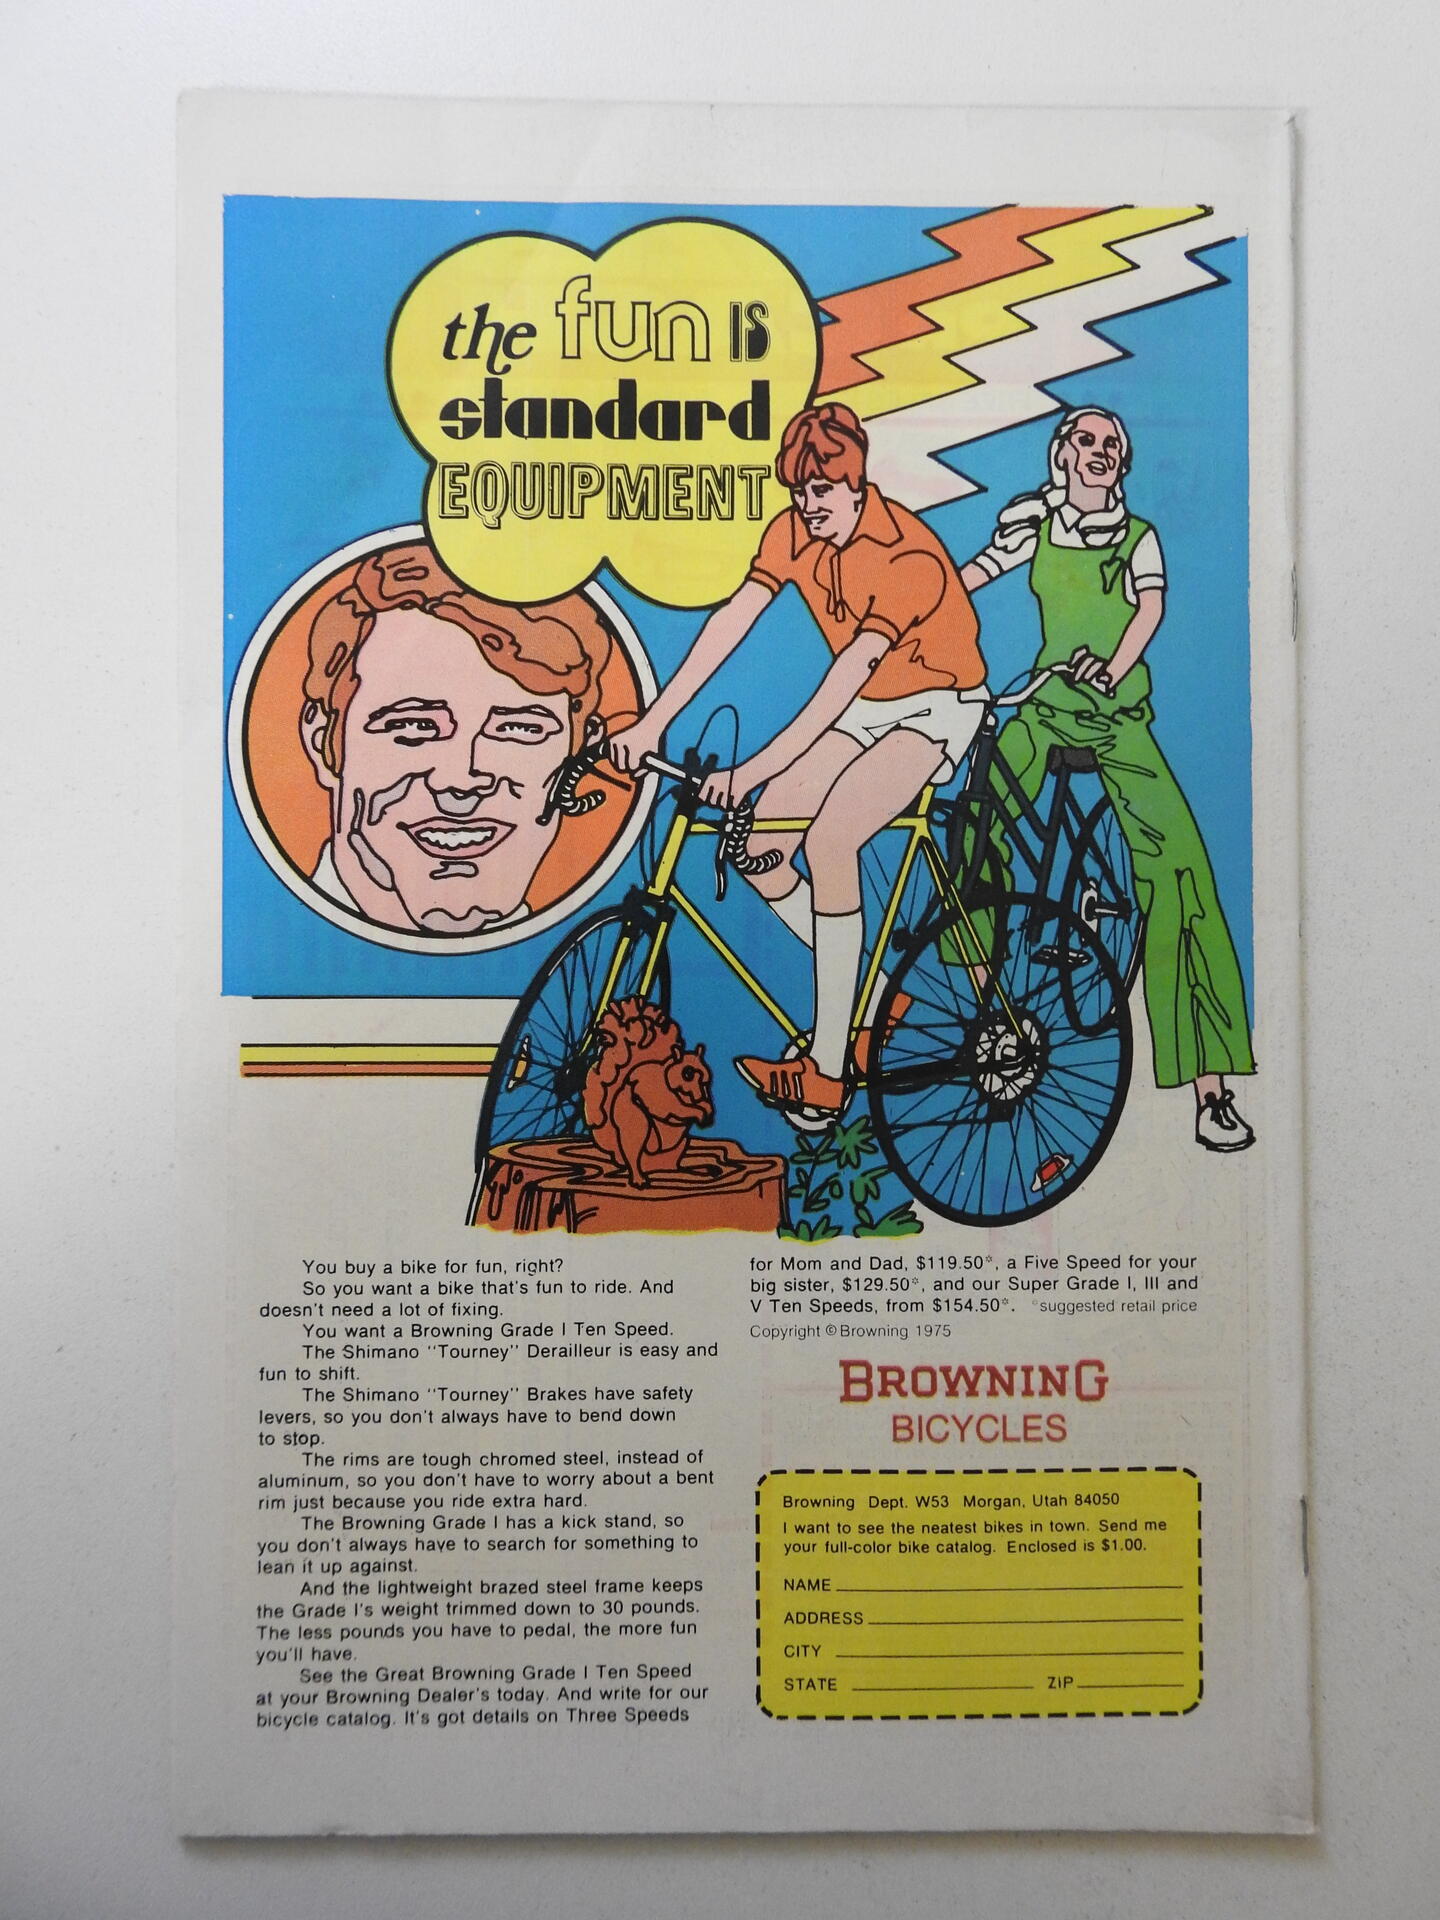 the fun IS
standard
EQUIPMENT
You buy a bike for fun, right?
So you want a bike that's fun to ride. And
doesn't need a lot of fixing.
You want a Browning Grade I Ten Speed.
The Shimano "Tourney" Derailleur is easy and
fun to shift.
The Shimano "Tourney" Brakes have safety
levers, so you don't always have to bend down
to stop.
The rims are tough chromed steel, instead of
aluminum, so you don't have to worry about a bent
rim just because you ride extra hard.
The Browning Grade I has a kick stand, so
you don't always have to search for something to
lean it up against.
And the lightweight brazed steel frame keeps
the Grade I's weight trimmed down to 30 pounds.
The less pounds you have to pedal, the more fun
you'll have.
See the Great Browning Grade I Ten Speed
at your Browning Dealer's today. And write for our
bicycle catalog. It's got details on Three Speeds
for Mom and Dad, $119.50*, a Five Speed for your
big sister, $129.50*, and our Super Grade I, III and
V Ten Speeds, from $154.50*. *suggested retail price
Copyright © Browning 1975
BROWNING
BICYCLES
Browning Dept. W53 Morgan, Utah 84050
I want to see the neatest bikes in town. Send me
your full-color bike catalog. Enclosed is $1.00.
NAME
ADDRESS
CITY
STATE ZIP